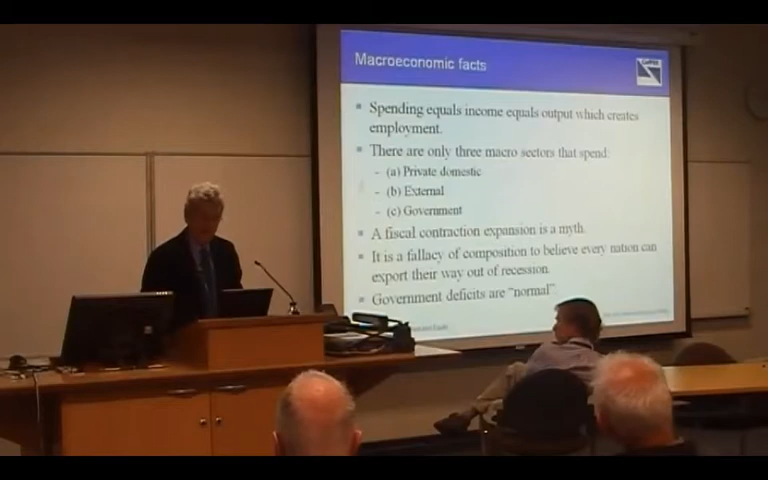 Macroeconomic facts
Spending equals income equals output which creates
employment.
There are only three macro sectors that spend:
- (a) Private domestic
- (b) External
- (c) Government
A fiscal contraction expansion is a myth.
It is a fallacy of composition to believe every nation can
export their way out of recession.
Government deficits are "normal".